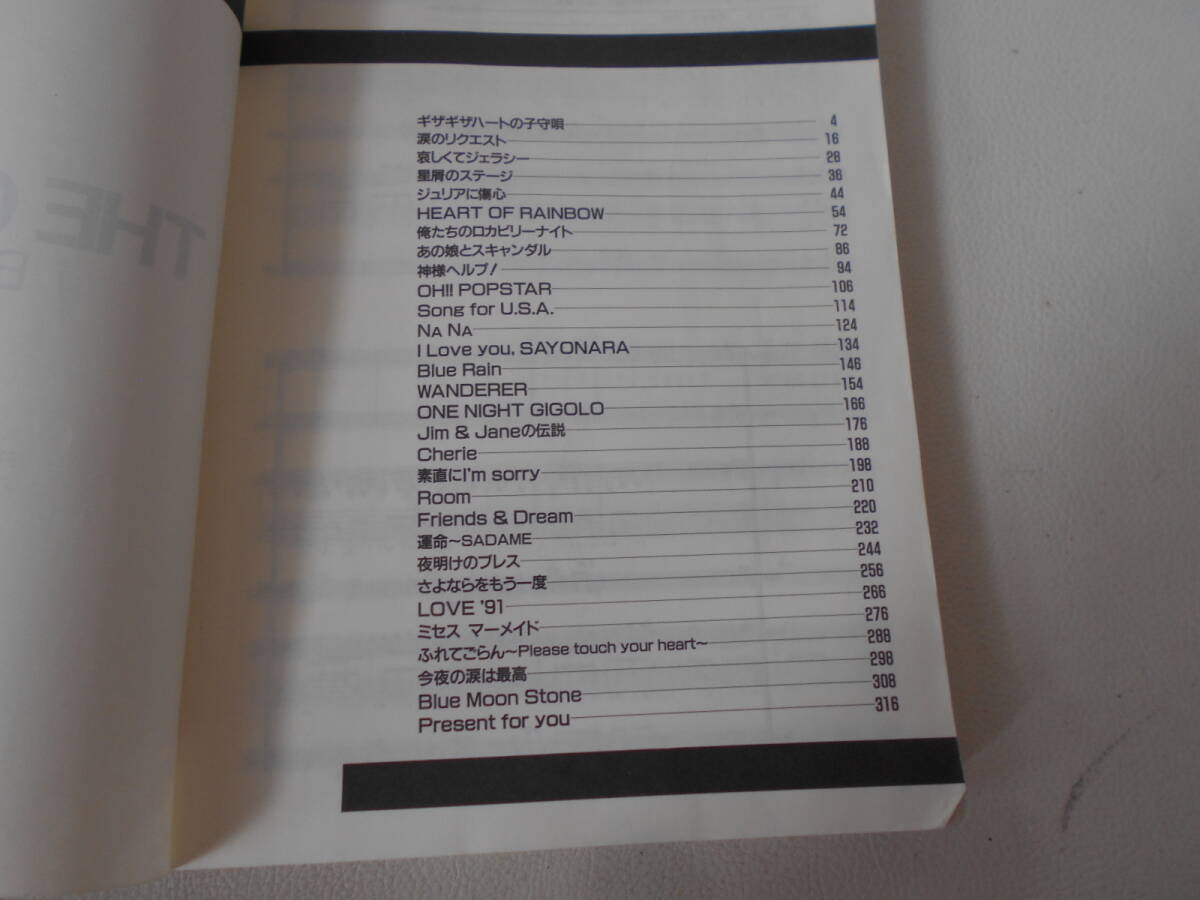 ギザギザハートの子守唄 4
涙のリクエスト 16
哀しくてジェラシー 28
星屑のステージ 36
ジュリアに傷心 44
HEART OF RAINBOW 54
俺たちのロカビリーナイト 72
あの娘とスキャンダル 86
神様ヘルプ! 94
OH!! POPSTAR 106
Song for U.S.A. 114
NA NA 124
I Love you, SAYONARA 134
Blue Rain 146
WANDERER 154
ONE NIGHT GIGOLO 166
Jim & Janeの伝説 176
Cherie 188
素直にI'm sorry 198
Room 210
Friends & Dream 220
運命~SADAME 232
夜明けのブレス 244
さよならをもう一度 256
LOVE '91 266
ミセス マーメイド 276
ふれてごらん~Please touch your heart~ 288
今夜の涙は最高 298
Blue Moon Stone 308
Present for you 316